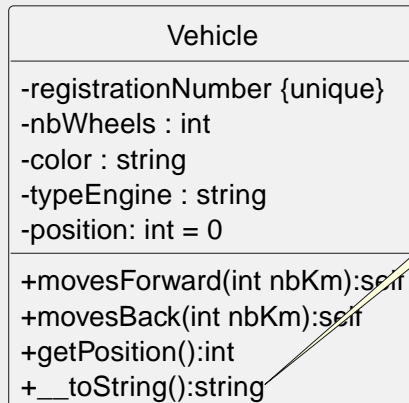 Vehicle
-registrationNumber {unique}
-nbWheels : int
-color : string
-typeEngine : string
-position: int = 0
+movesForward(int nbKm):self
+movesBack(int nbKm):self
+getPosition():int
+__toString():string